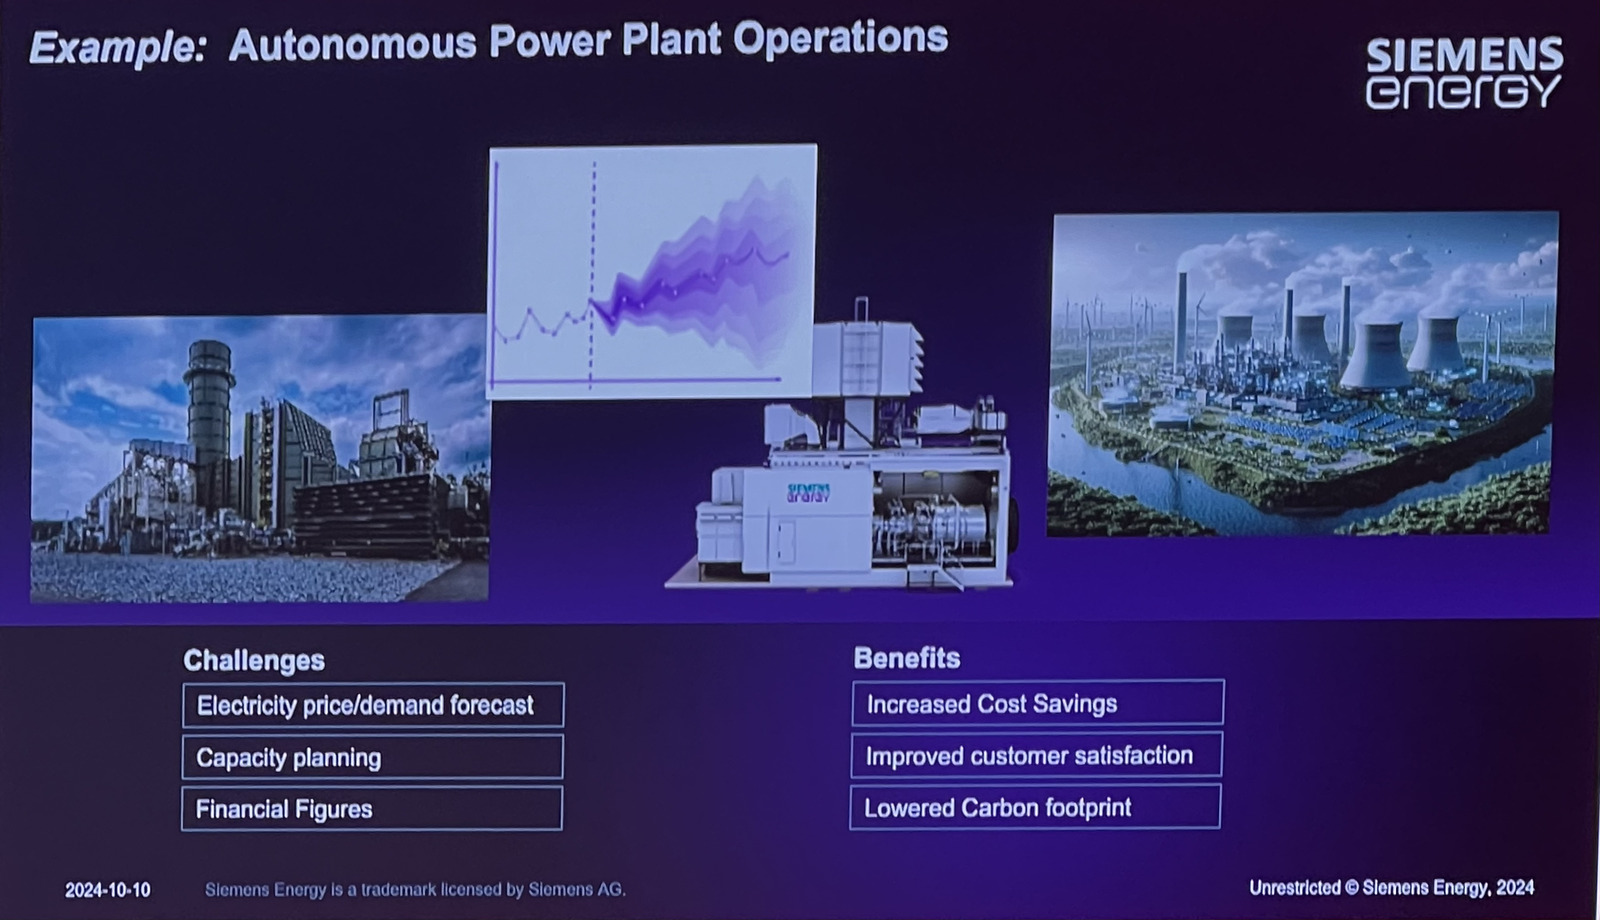 Example: Autonomous Power Plant Operations
SIEMENS
energy
SIEMENS
energy
Challenges
Electricity price/demand forecast
Capacity planning
Financial Figures
Benefits
Increased Cost Savings
Improved customer satisfaction
Lowered Carbon footprint
2024-10-10
Siemens Energy is a trademark licensed by Siemens AG.
Unrestricted © Siemens Energy, 2024